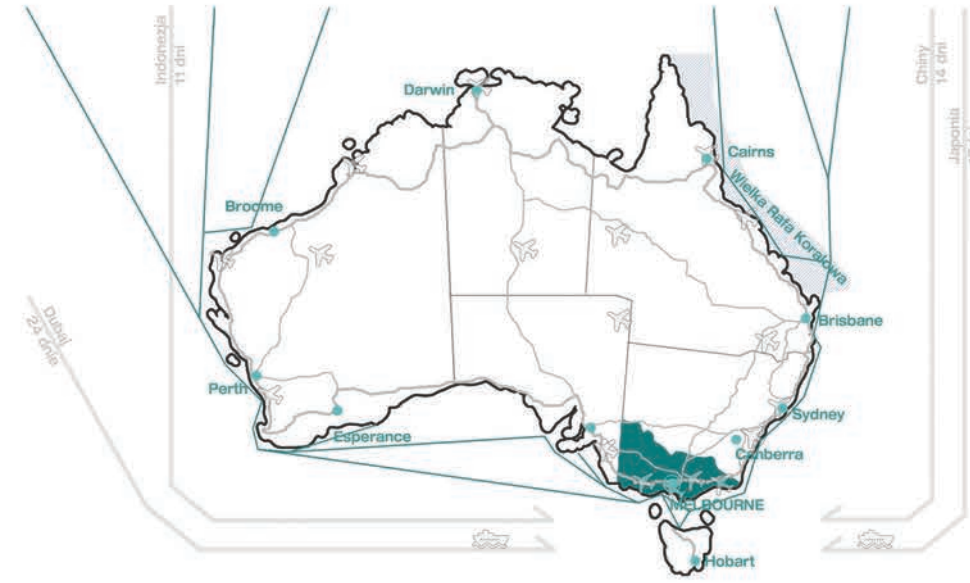 Indonezja
11 dni
Chiny
14 dni
Japonia
Darwin
Cairns
Wielka Rafa Koralowa
Broome
Dubaj
24 dnie
Brisbane
Perth
Esperance
Sydney
Canberra
MELBOURNE
Hobart